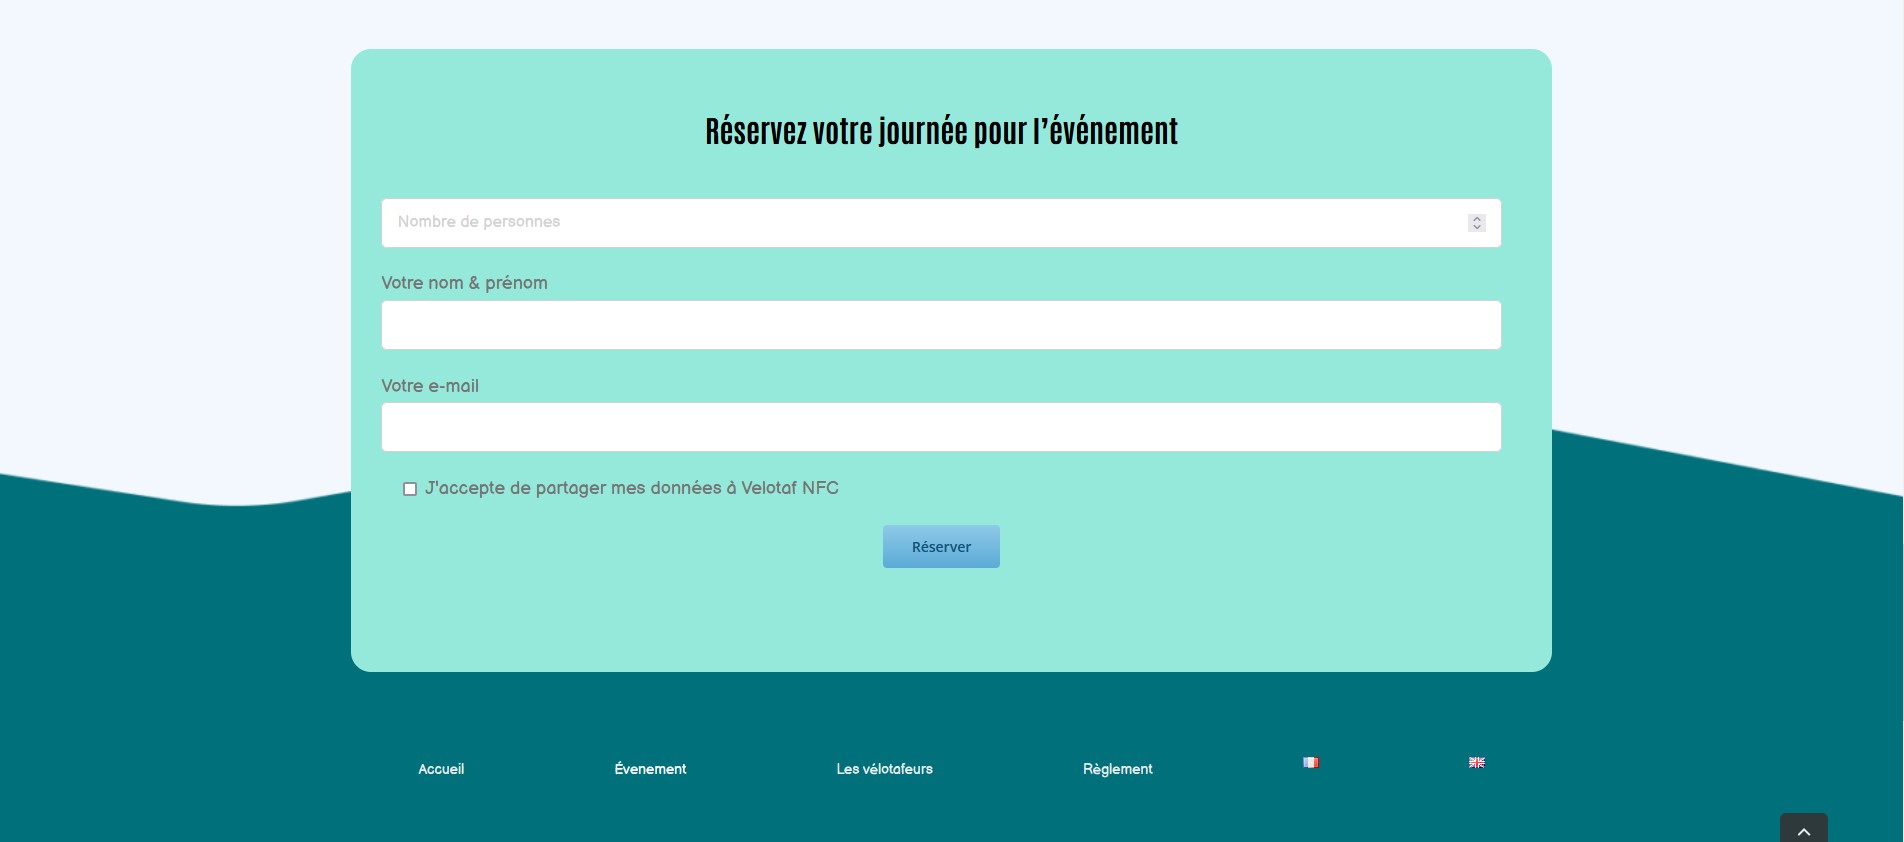 Réservez votre journée pour l’événement
Nombre de personnes
Votre nom & prénom
Votre e-mail
J'accepte de partager mes données à Velotaf NFC
Réserver
Accueil
Évenement
Les vélotafeurs
Règlement